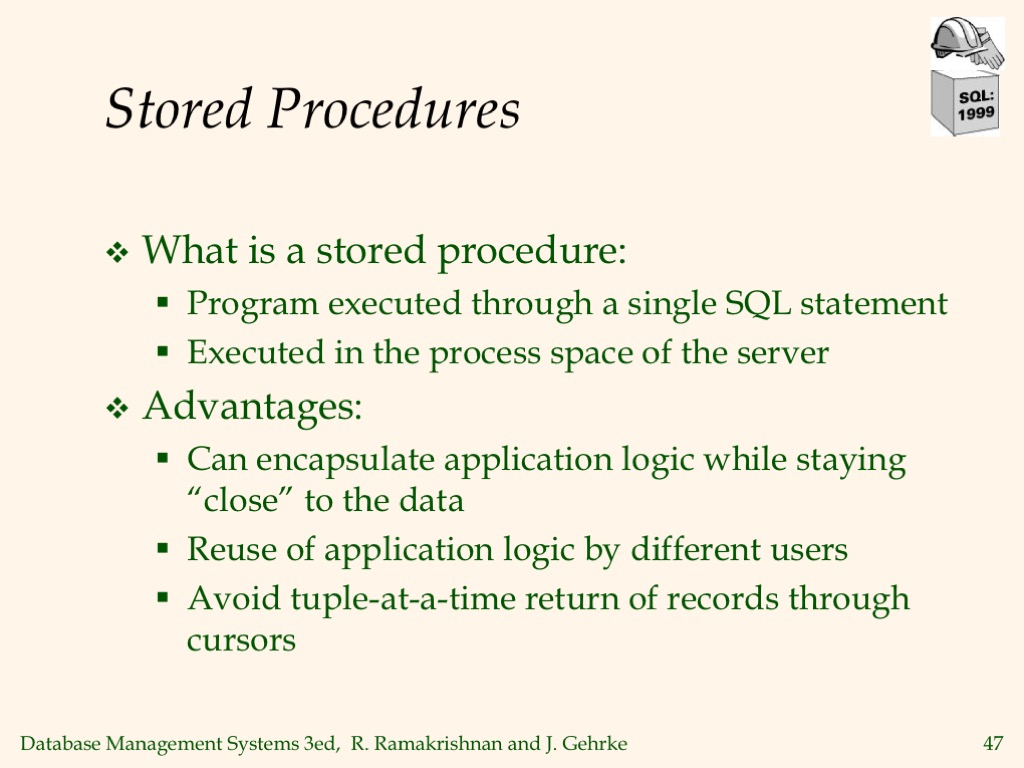 SQL:
1999
Stored Procedures
❖ What is a stored procedure:
▪ Program executed through a single SQL statement
▪ Executed in the process space of the server
❖ Advantages:
▪ Can encapsulate application logic while staying
“close” to the data
▪ Reuse of application logic by different users
▪ Avoid tuple-at-a-time return of records through
cursors
Database Management Systems 3ed, R. Ramakrishnan and J. Gehrke
47